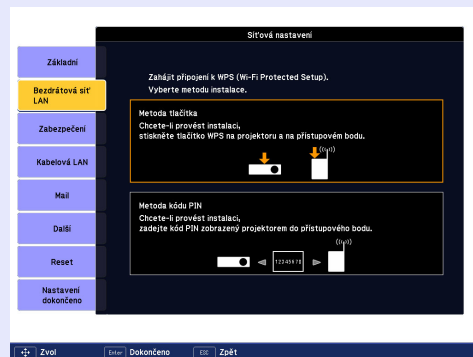 Síťová nastavení
Základní
Bezdrátová síť
LAN
Zabezpečení
Kabelová LAN
Mail
Další
Reset
Nastavení
dokončeno
Zahájit připojení k WPS (Wi-Fi Protected Setup).
Vyberte metodu instalace.
Metoda tlačítka
Chcete-li provést instalaci,
stiskněte tlačítko WPS na projektoru a na přístupovém bodu.
Metoda kódu PIN
Chcete-li provést instalaci,
zadejte kód PIN zobrazený projektorem do přístupového bodu.
12345678
Zvol Enter Dokončeno ESC Zpět